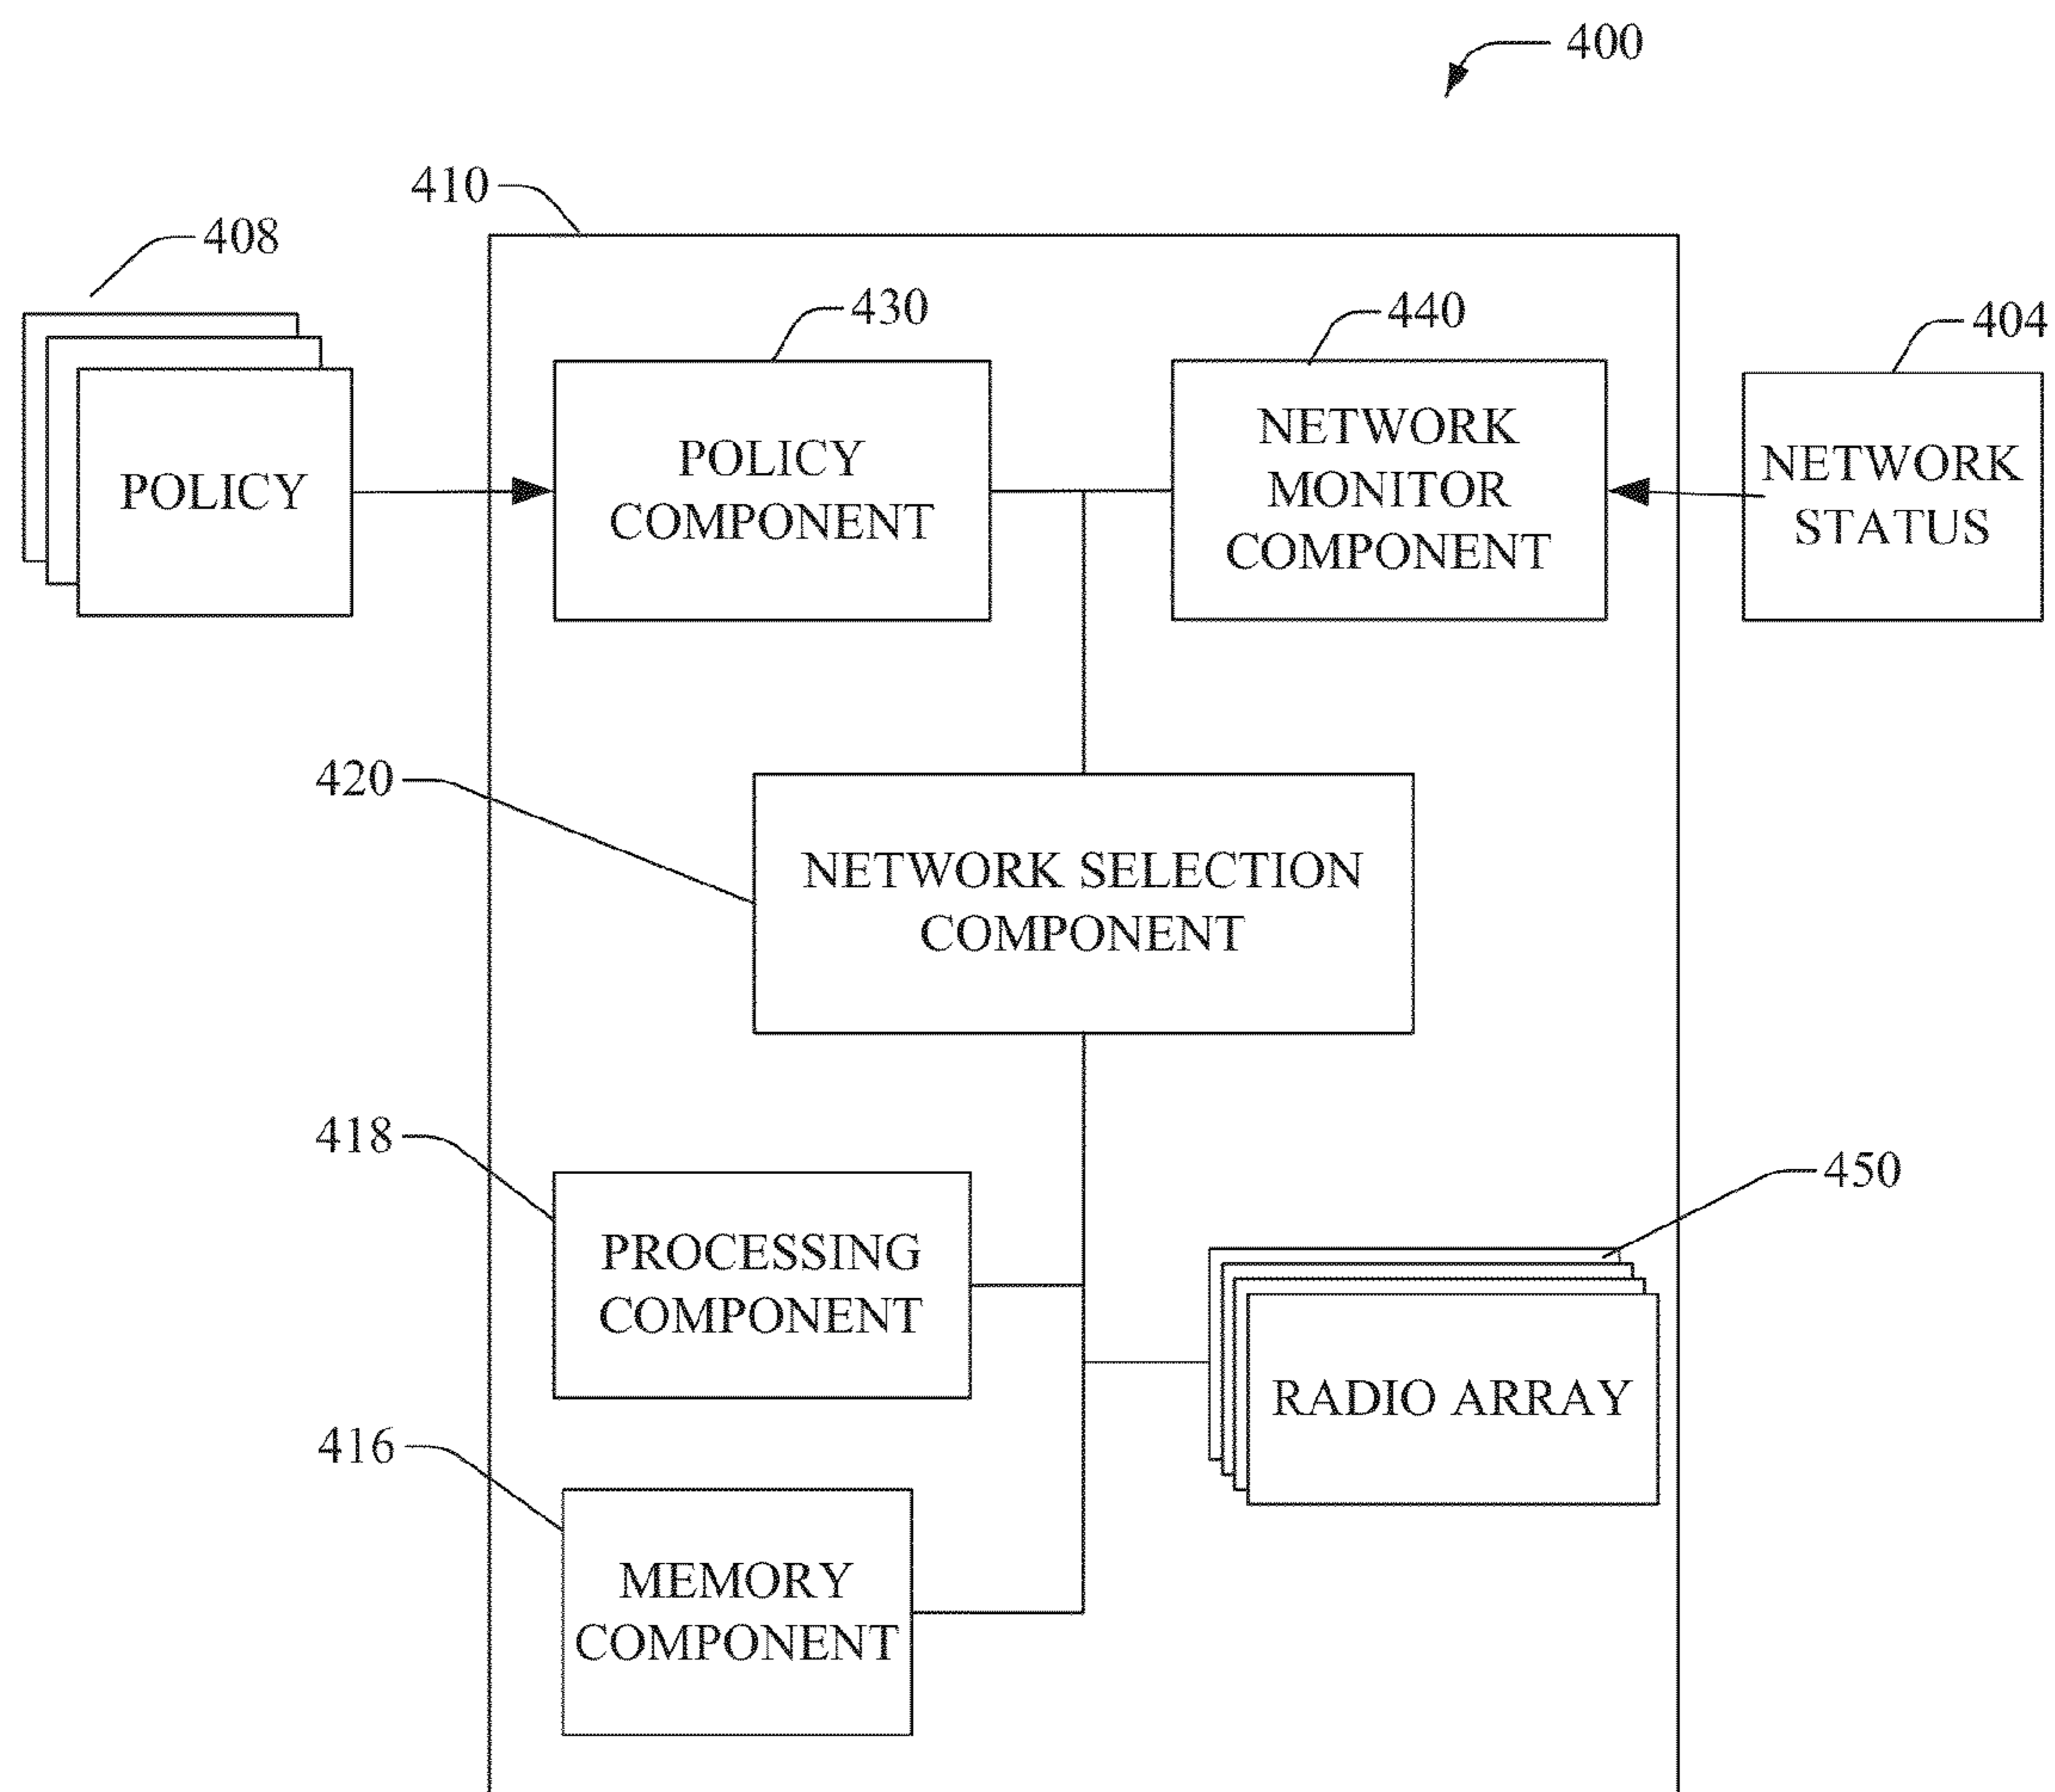 400
410
408
430
440
404
POLICY
POLICY
COMPONENT
NETWORK
MONITOR
COMPONENT
NETWORK
STATUS
420
NETWORK SELECTION
COMPONENT
418
450
PROCESSING
COMPONENT
RADIO ARRAY
416
MEMORY
COMPONENT